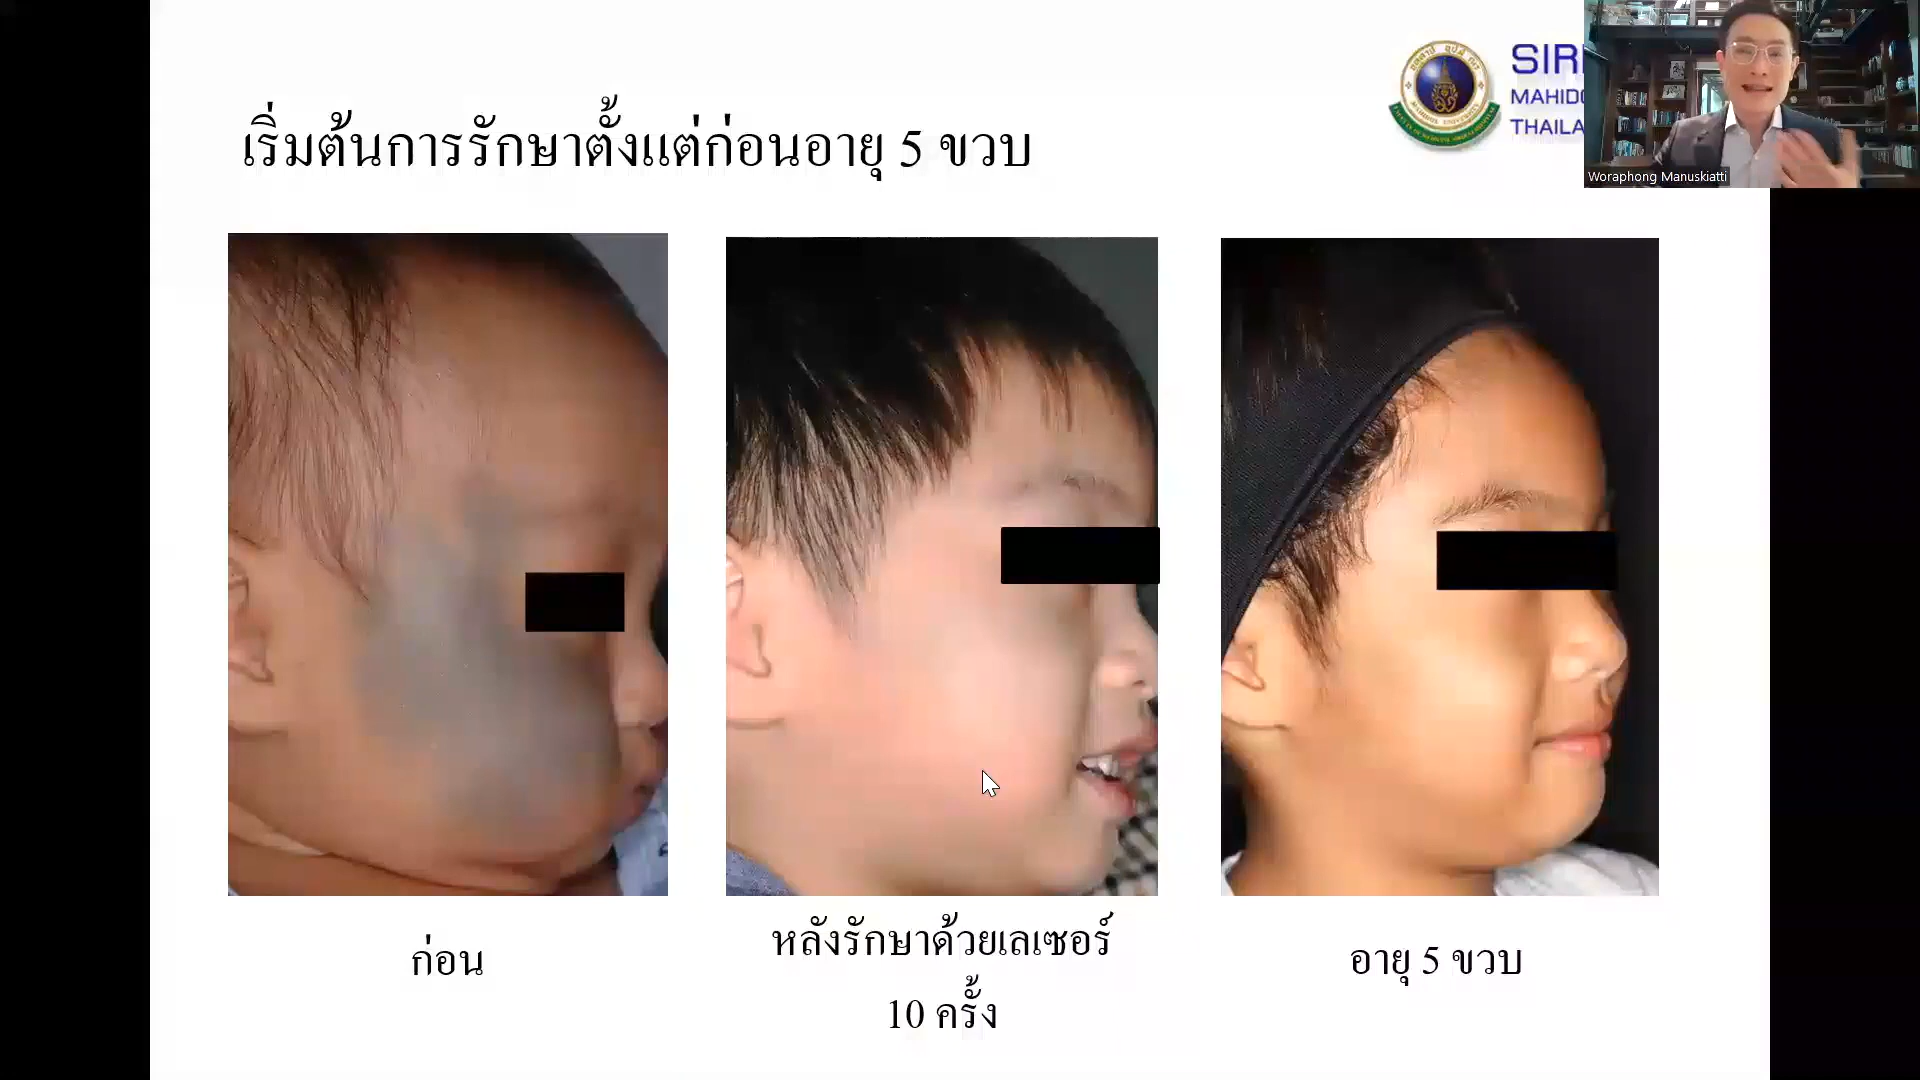 เริ่มต้นการรักษาตั้งแต่ก่อนอายุ 5 ขวบ
MAHIDOL UNIVERSITY
Woraphong Manuskiatti
ก่อน
หลังรักษาด้วยเลเซอร์
10 ครั้ง
อายุ 5 ขวบ